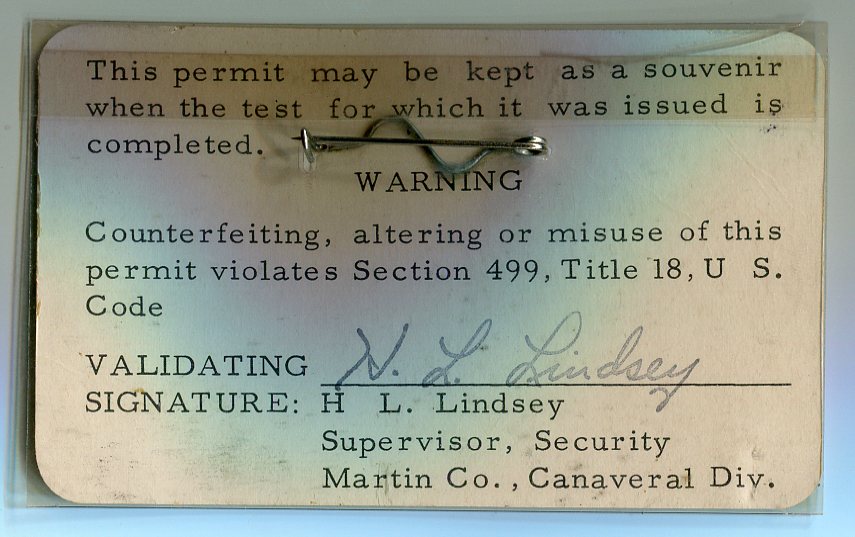 This permit may be kept as a souvenir
when the test for which it was issued is
completed.
WARNING
Counterfeiting, altering or misuse of this
permit violates Section 499, Title 18, U S.
Code
VALIDATING H. L. Lindsey
SIGNATURE: H L. Lindsey
Supervisor, Security
Martin Co., Canaveral Div.